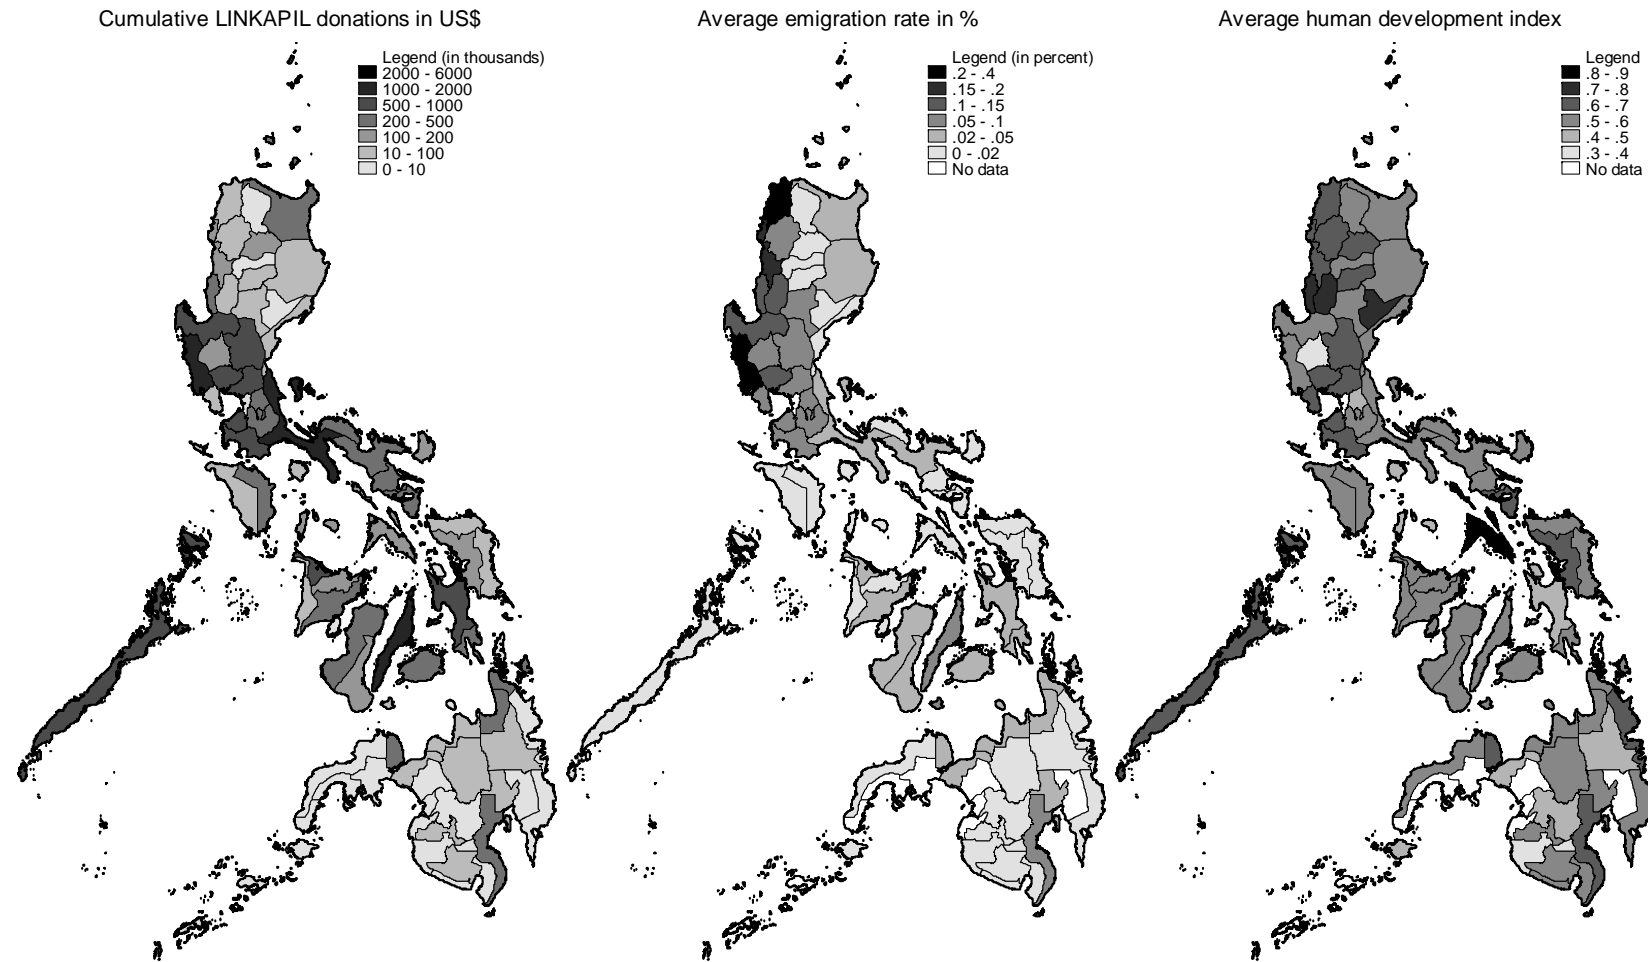 Cumulative LINKAPIL donations in US$
Legend (in thousands)
2000 - 6000
1000 - 2000
500 - 1000
200 - 500
100 - 200
10 - 100
0 - 10
Average emigration rate in %
Legend (in percent)
.2 - .4
.15 - .2
.1 - .15
.05 - .1
.02 - .05
0 - .02
No data
Average human development index
Legend
.8 - .9
.7 - .8
.6 - .7
.5 - .6
.4 - .5
.3 - .4
No data